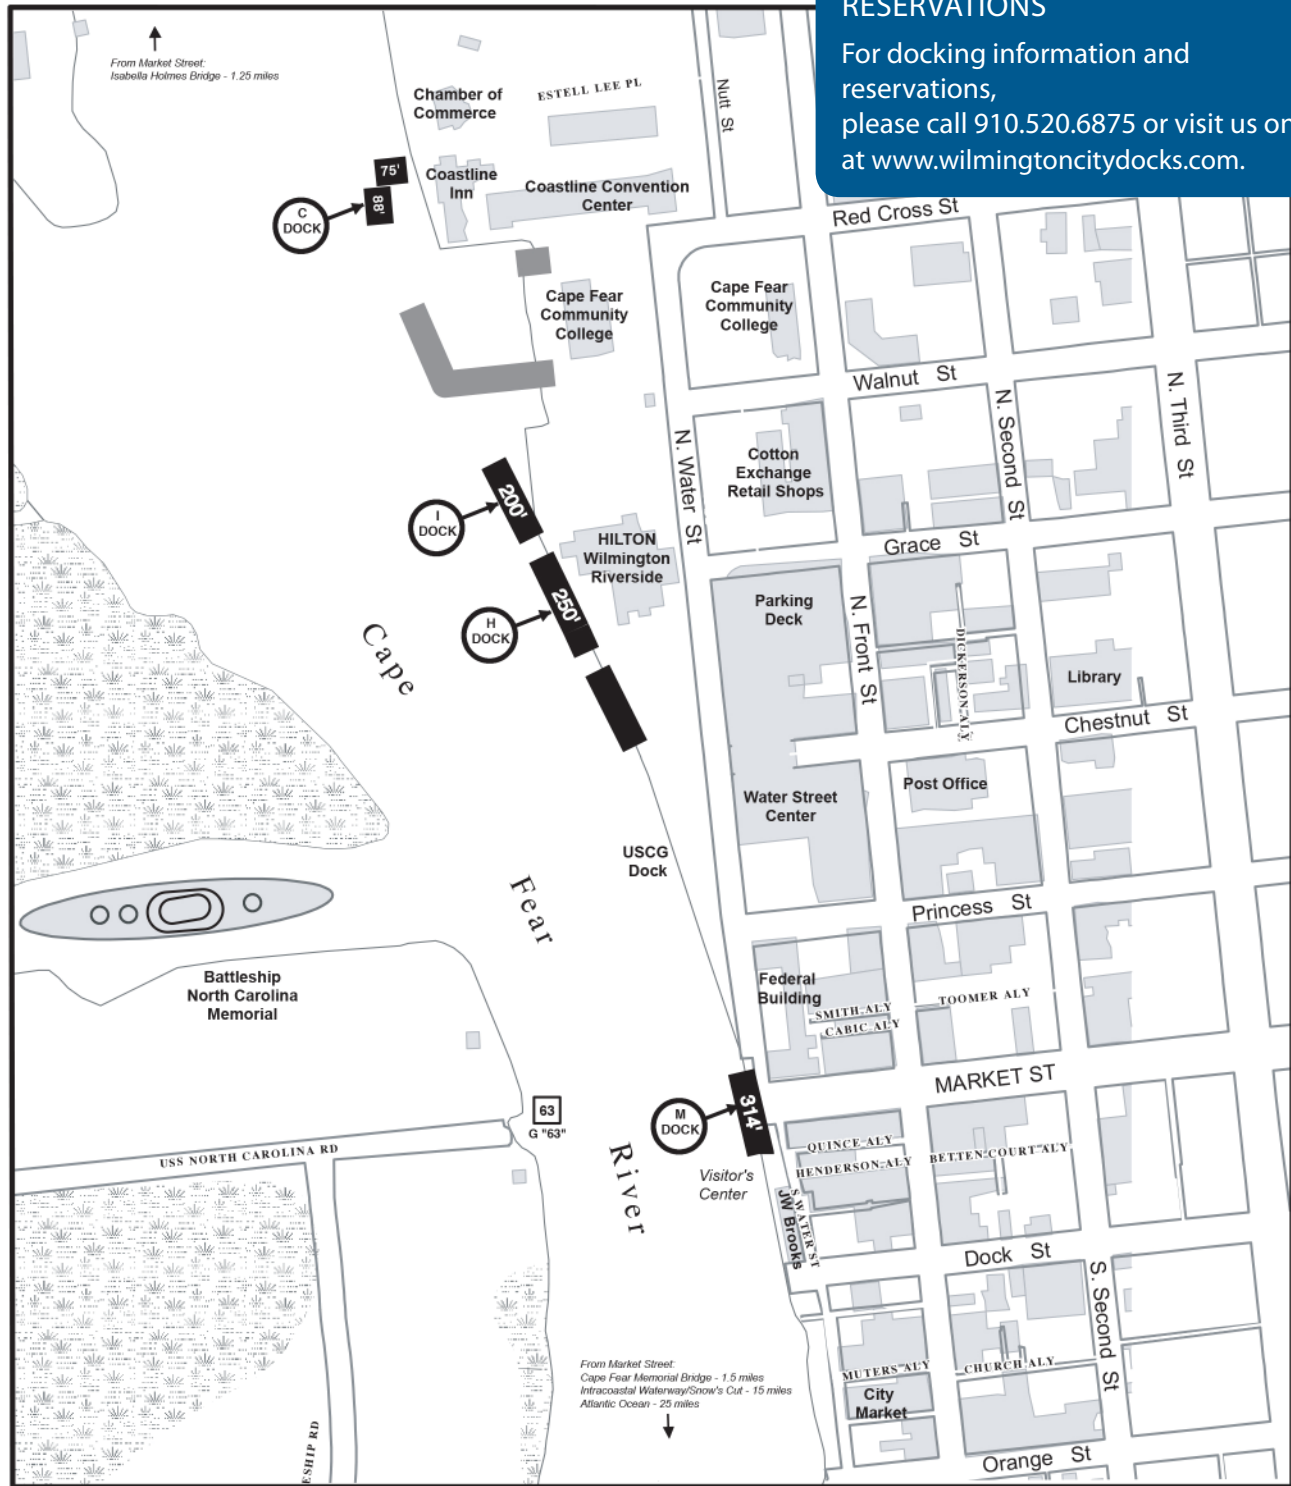 RESERVATIONS
For docking information and
reservations,
please call 910.520.6875 or visit us on
at www.wilmingtoncitydocks.com.
From Market Street:
Isabella Holmes Bridge - 1.25 miles
Chamber of
Commerce
ESTELL LEE PL
Nutt St
75'
88'
C
DOCK
Coastline
Inn
Coastline Convention
Center
Red Cross St
Cape Fear
Community
College
Cape Fear
Community
College
Walnut St
N. Third St
N. Second St
N. Water St
Cotton
Exchange
Retail Shops
200'
I
DOCK
HILTON
Wilmington
Riverside
Grace St
250'
H
DOCK
Parking
Deck
N. Front St
DICKERSON ALY
Library
Chestnut St
Cape
Fear
River
Post Office
Water Street
Center
USCG
Dock
Princess St
Battleship
North Carolina
Memorial
Federal
Building
SMITH ALY
CABIC ALY
TOOMER ALY
MARKET ST
63
G "63"
M
DOCK
314'
USS NORTH CAROLINA RD
QUINCE ALY
HENDERSON ALY
BETTEN COURT ALY
Visitor's
Center
S WATER ST
JW Brooks
Dock St
S. Second St
From Market Street:
Cape Fear Memorial Bridge - 1.5 miles
Intracoastal Waterway/Snow's Cut - 15 miles
Atlantic Ocean - 25 miles
MUTERS ALY
CHURCH ALY
City
Market
Orange St
ESHIP RD